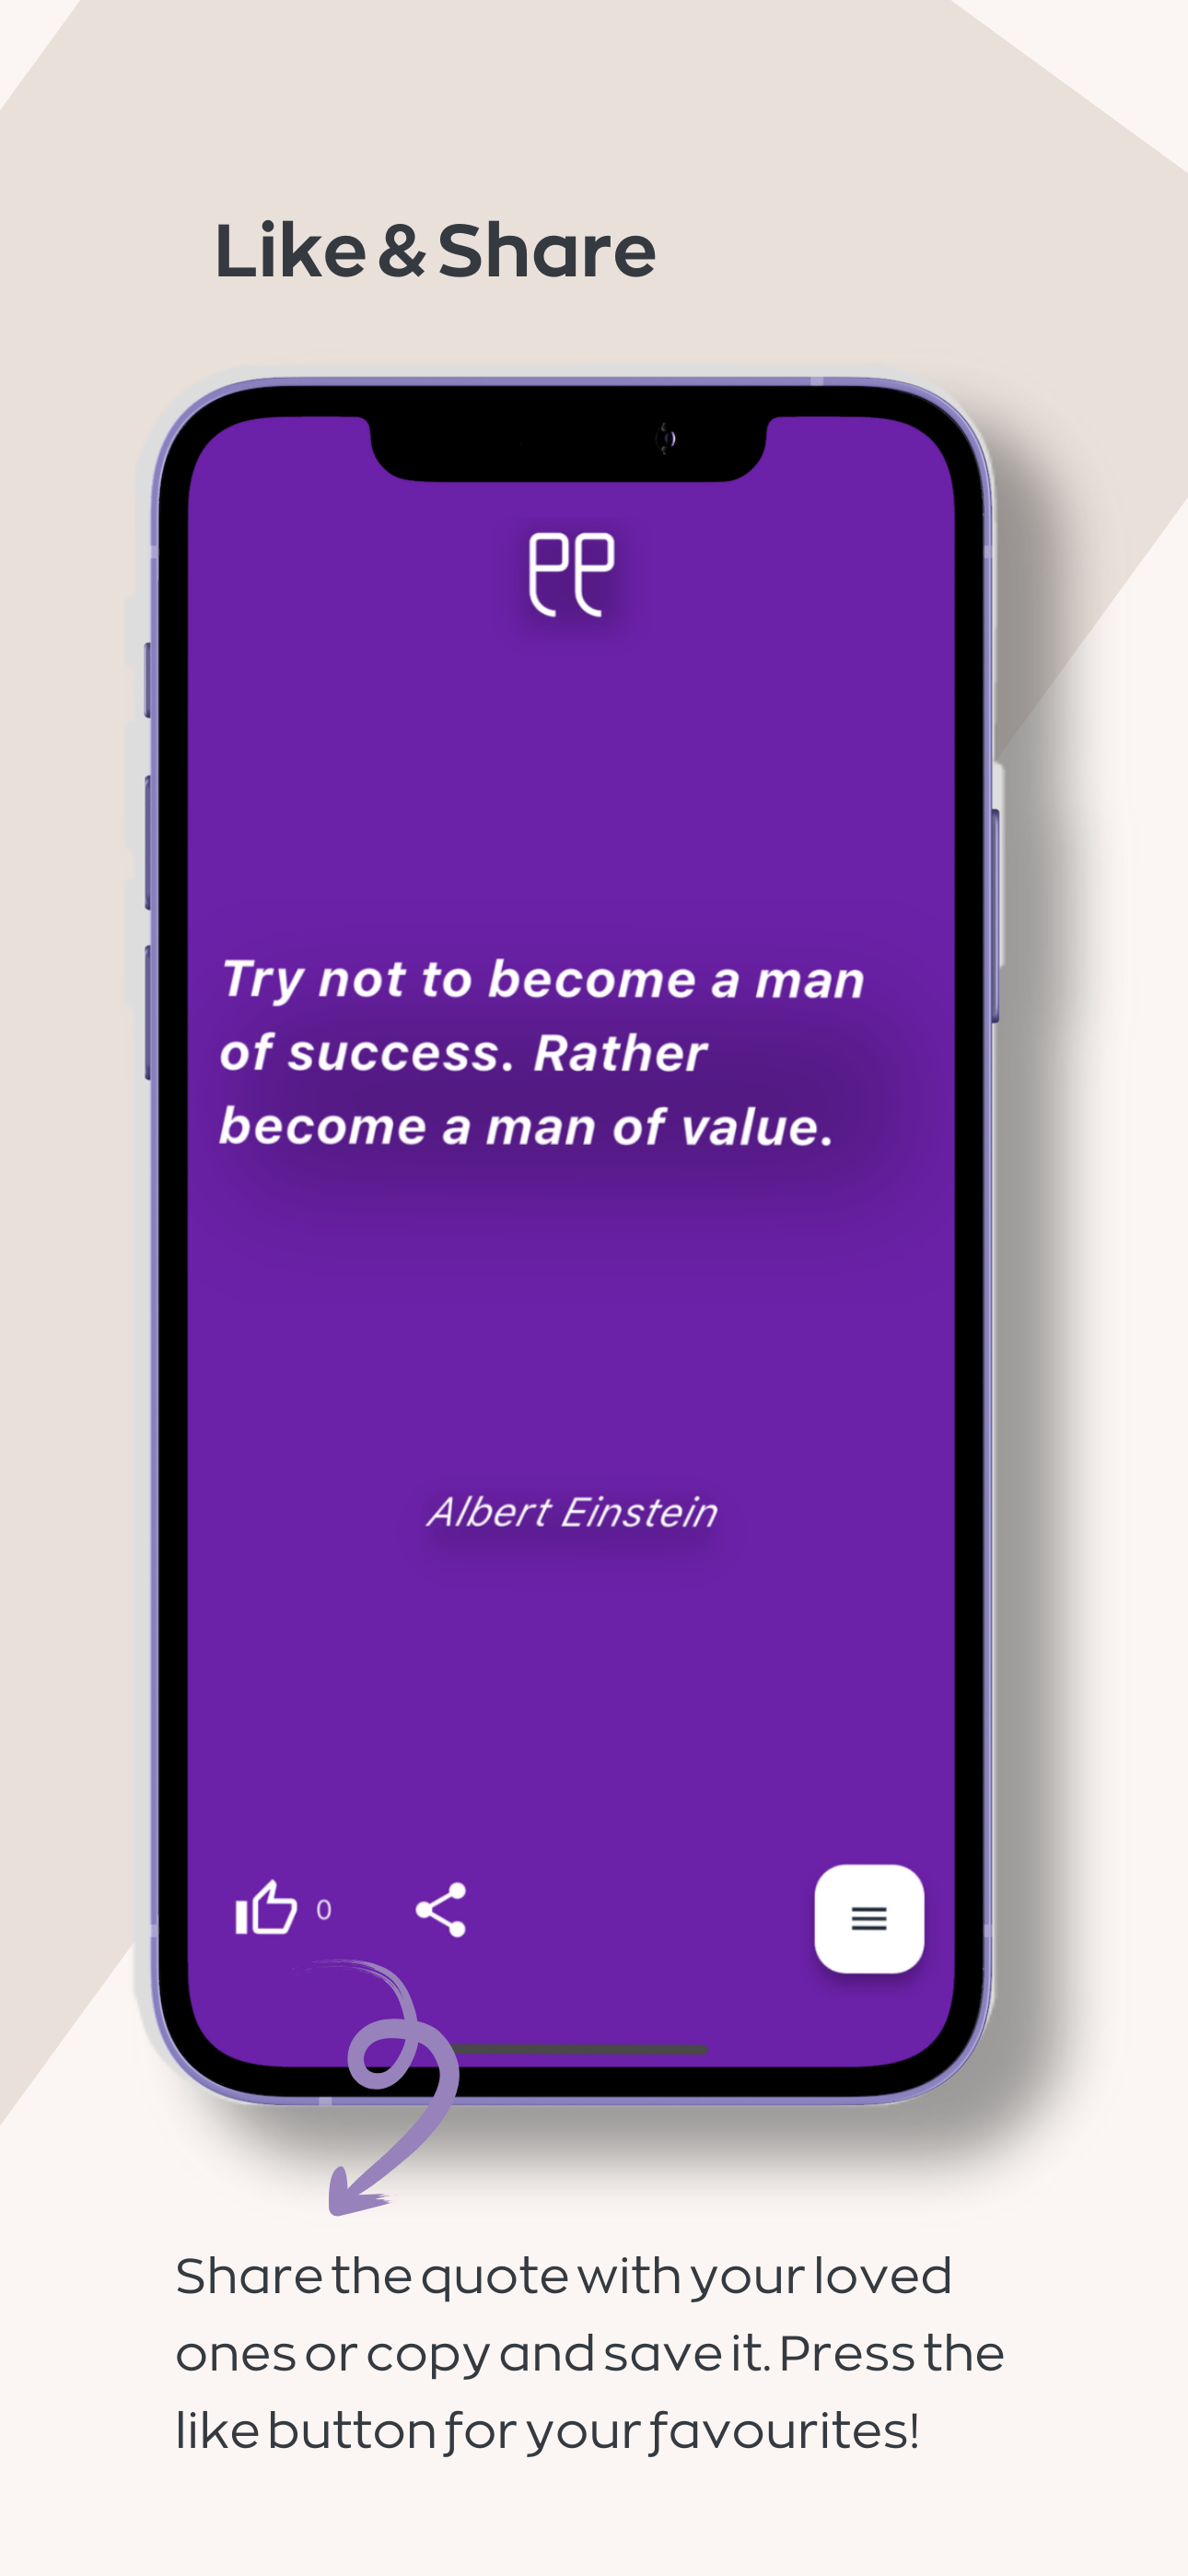 Like & Share
Try not to become a man
of success. Rather
become a man of value.
Albert Einstein
0
Share the quote with your loved
ones or copy and save it. Press the
like button for your favourites!